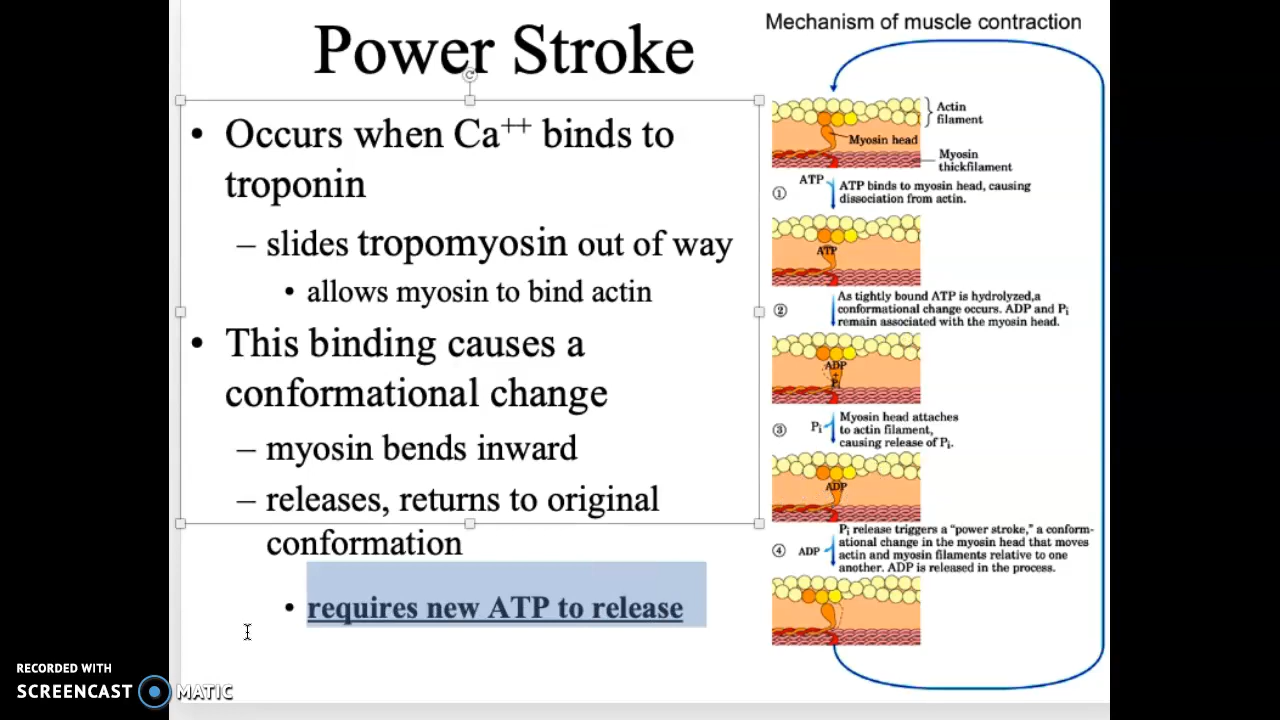 Power Stroke
• Occurs when Ca++ binds to
troponin
– slides tropomyosin out of way
• allows myosin to bind actin
• This binding causes a
conformational change
– myosin bends inward
– releases, returns to original
conformation
• requires new ATP to release
Mechanism of muscle contraction
Actin
filament
Myosin head
Myosin
thickfilament
① ATP
ATP binds to myosin head, causing
dissociation from actin.
ATP
②
As tightly bound ATP is hydrolyzed,a
conformational change occurs. ADP and Pi
remain associated with the myosin head.
ADP
+
Pi
③ Pi
Myosin head attaches
to actin filament,
causing release of Pi.
ADP
④ ADP
Pi release triggers a “power stroke,” a conform-
ational change in the myosin head that moves
actin and myosin filaments relative to one
another. ADP is released in the process.
RECORDED WITH
SCREENCAST MATIC